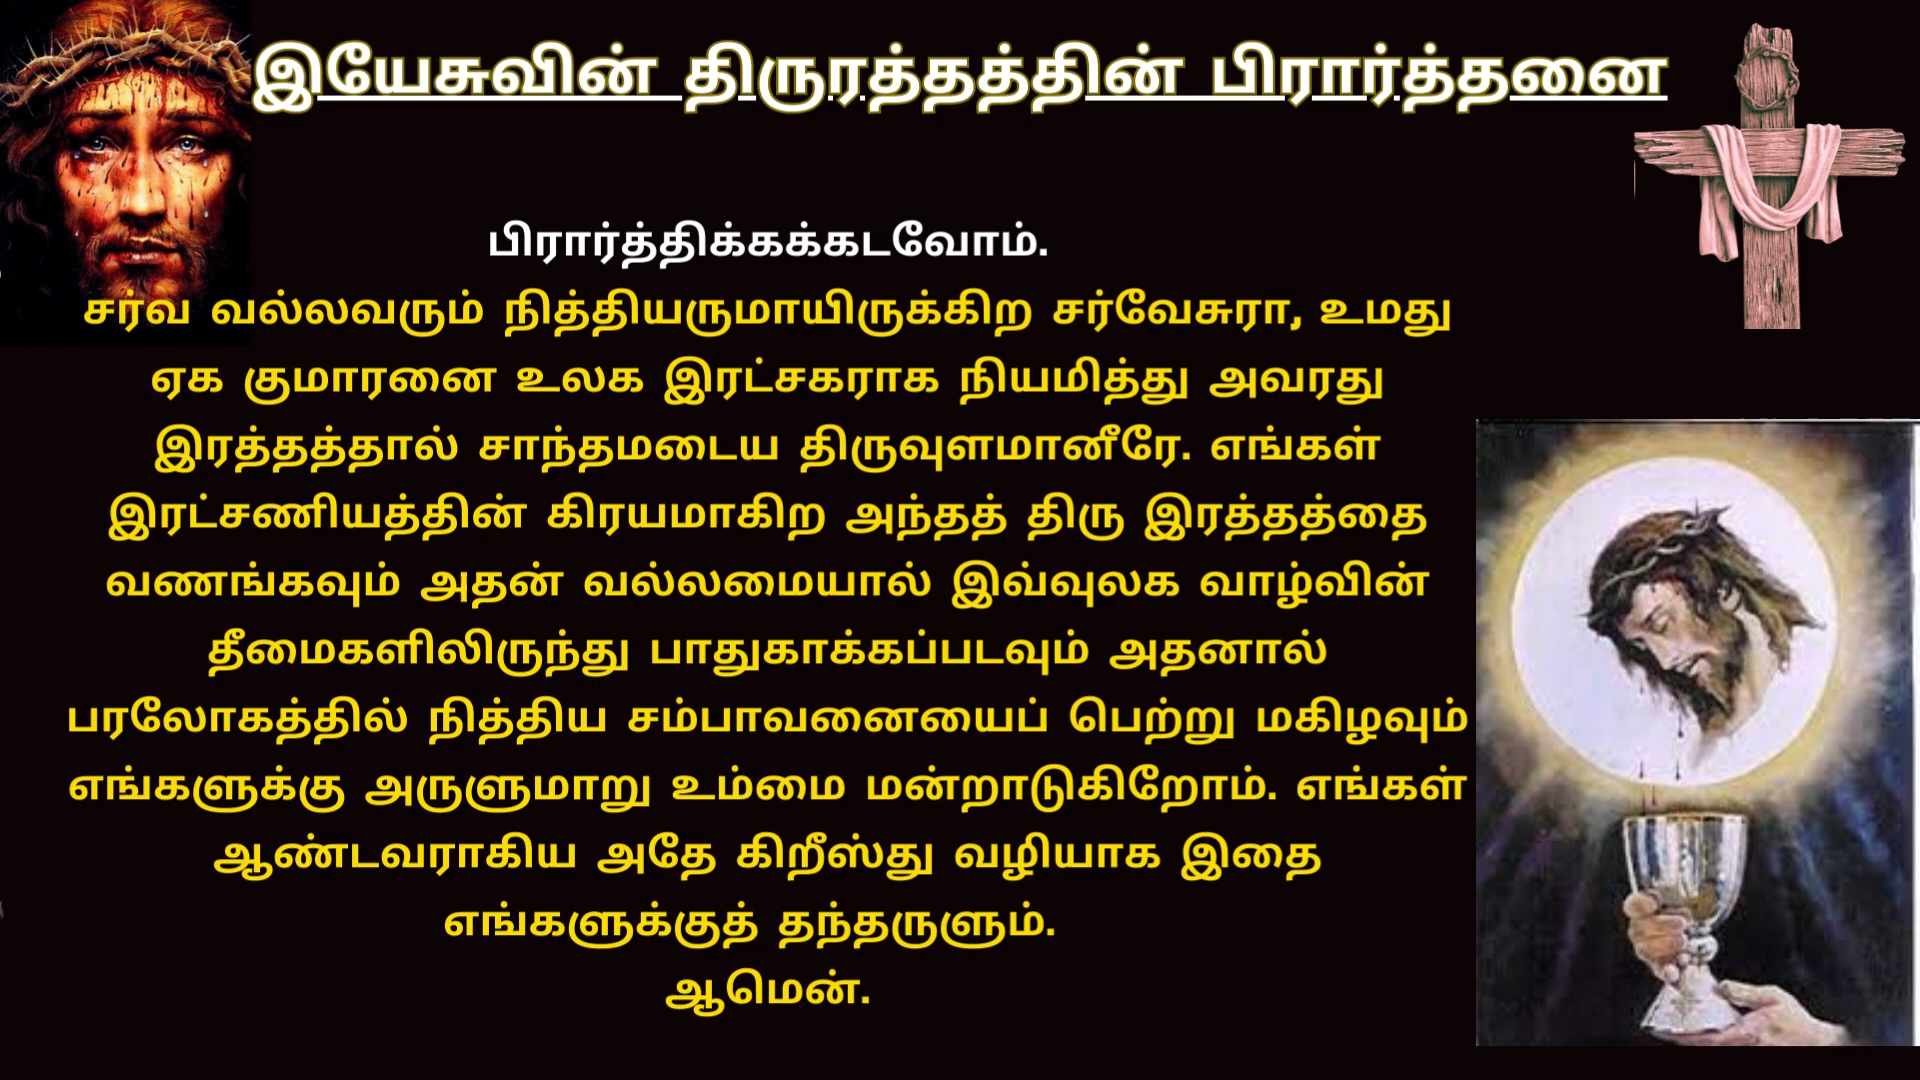 இயேசுவின் திருரத்தத்தின் பிரார்த்தனை
பிரார்த்திக்கக்கடவோம்.
சர்வ வல்லவரும் நித்தியருமாயிருக்கிற சர்வேசுரா, உமது
ஏக குமாரனை உலக இரட்சகராக நியமித்து அவரது
இரத்தத்தால் சாந்தமடைய திருவுளமானீரே. எங்கள்
இரட்சணியத்தின் கிரயமாகிற அந்தத் திரு இரத்தத்தை
வணங்கவும் அதன் வல்லமையால் இவ்வுலக வாழ்வின்
தீமைகளிலிருந்து பாதுகாக்கப்படவும் அதனால்
பரலோகத்தில் நித்திய சம்பாவனையைப் பெற்று மகிழவும்
எங்களுக்கு அருளுமாறு உம்மை மன்றாடுகிறோம். எங்கள்
ஆண்டவராகிய அதே கிறீஸ்து வழியாக இதை
எங்களுக்குத் தந்தருளும்.
ஆமென்.